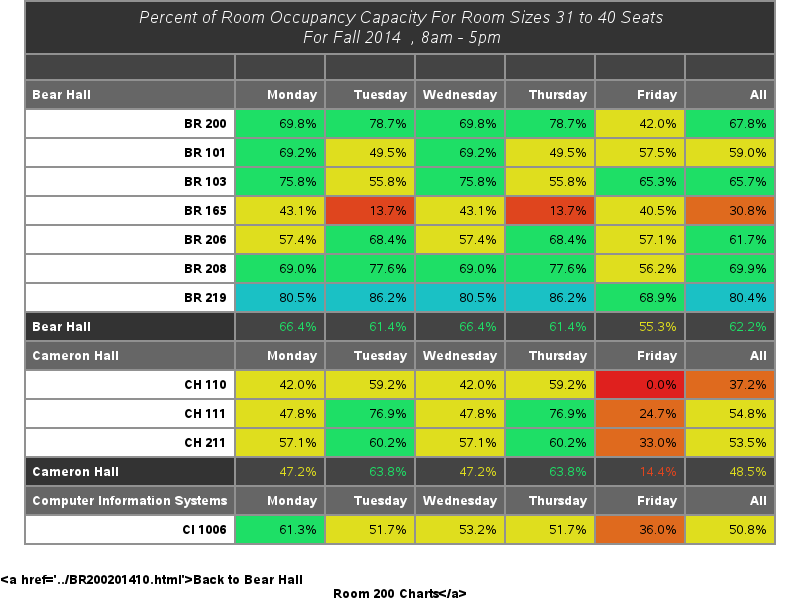 Percent of Room Occupancy Capacity For Room Sizes 31 to 40 Seats
For Fall 2014 , 8am - 5pm
Bear Hall Monday Tuesday Wednesday Thursday Friday All
BR 200 69.8% 78.7% 69.8% 78.7% 42.0% 67.8%
BR 101 69.2% 49.5% 69.2% 49.5% 57.5% 59.0%
BR 103 75.8% 55.8% 75.8% 55.8% 65.3% 65.7%
BR 165 43.1% 13.7% 43.1% 13.7% 40.5% 30.8%
BR 206 57.4% 68.4% 57.4% 68.4% 57.1% 61.7%
BR 208 69.0% 77.6% 69.0% 77.6% 56.2% 69.9%
BR 219 80.5% 86.2% 80.5% 86.2% 68.9% 80.4%
Bear Hall 66.4% 61.4% 66.4% 61.4% 55.3% 62.2%
Cameron Hall Monday Tuesday Wednesday Thursday Friday All
CH 110 42.0% 59.2% 42.0% 59.2% 0.0% 37.2%
CH 111 47.8% 76.9% 47.8% 76.9% 24.7% 54.8%
CH 211 57.1% 60.2% 57.1% 60.2% 33.0% 53.5%
Cameron Hall 47.2% 63.8% 47.2% 63.8% 14.4% 48.5%
Computer Information Systems Monday Tuesday Wednesday Thursday Friday All
CI 1006 61.3% 51.7% 53.2% 51.7% 36.0% 50.8%
<a href='../BR200201410.html'>Back to Bear Hall
Room 200 Charts</a>